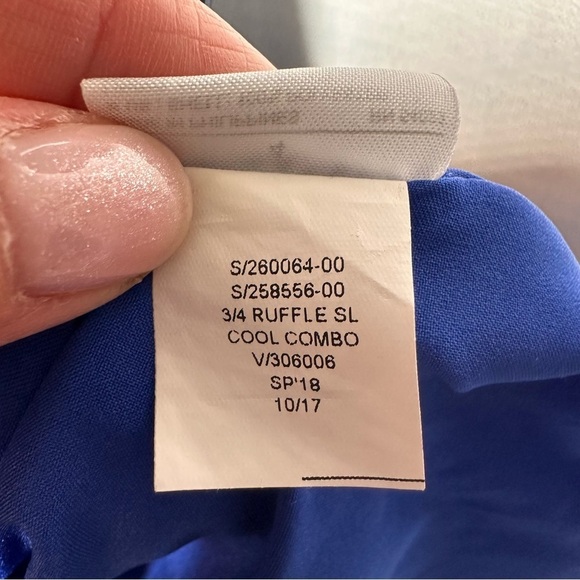 S/260064-00
S/258556-00
3/4 RUFFLE SL
COOL COMBO
V/306006
SP'18
10/17